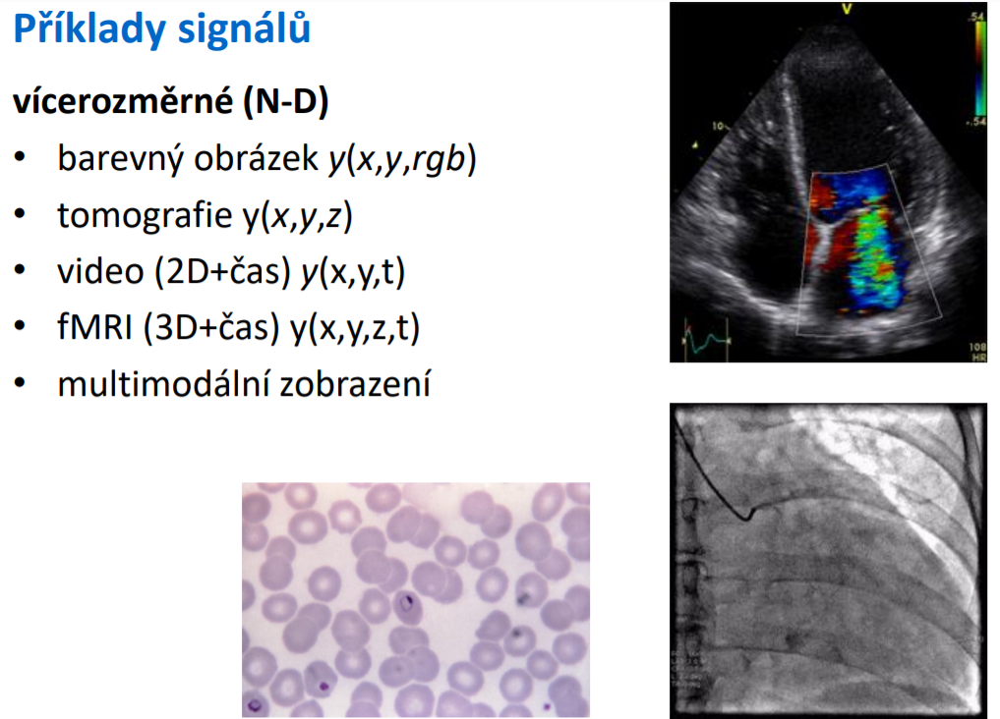 Příklady signálů
vícerozměrné (N-D)
• barevný obrázek y(x,y,rgb)
• tomografie y(x,y,z)
• video (2D+čas) y(x,y,t)
• fMRI (3D+čas) y(x,y,z,t)
• multimodální zobrazení
V
.54
-.54
10
108
HR